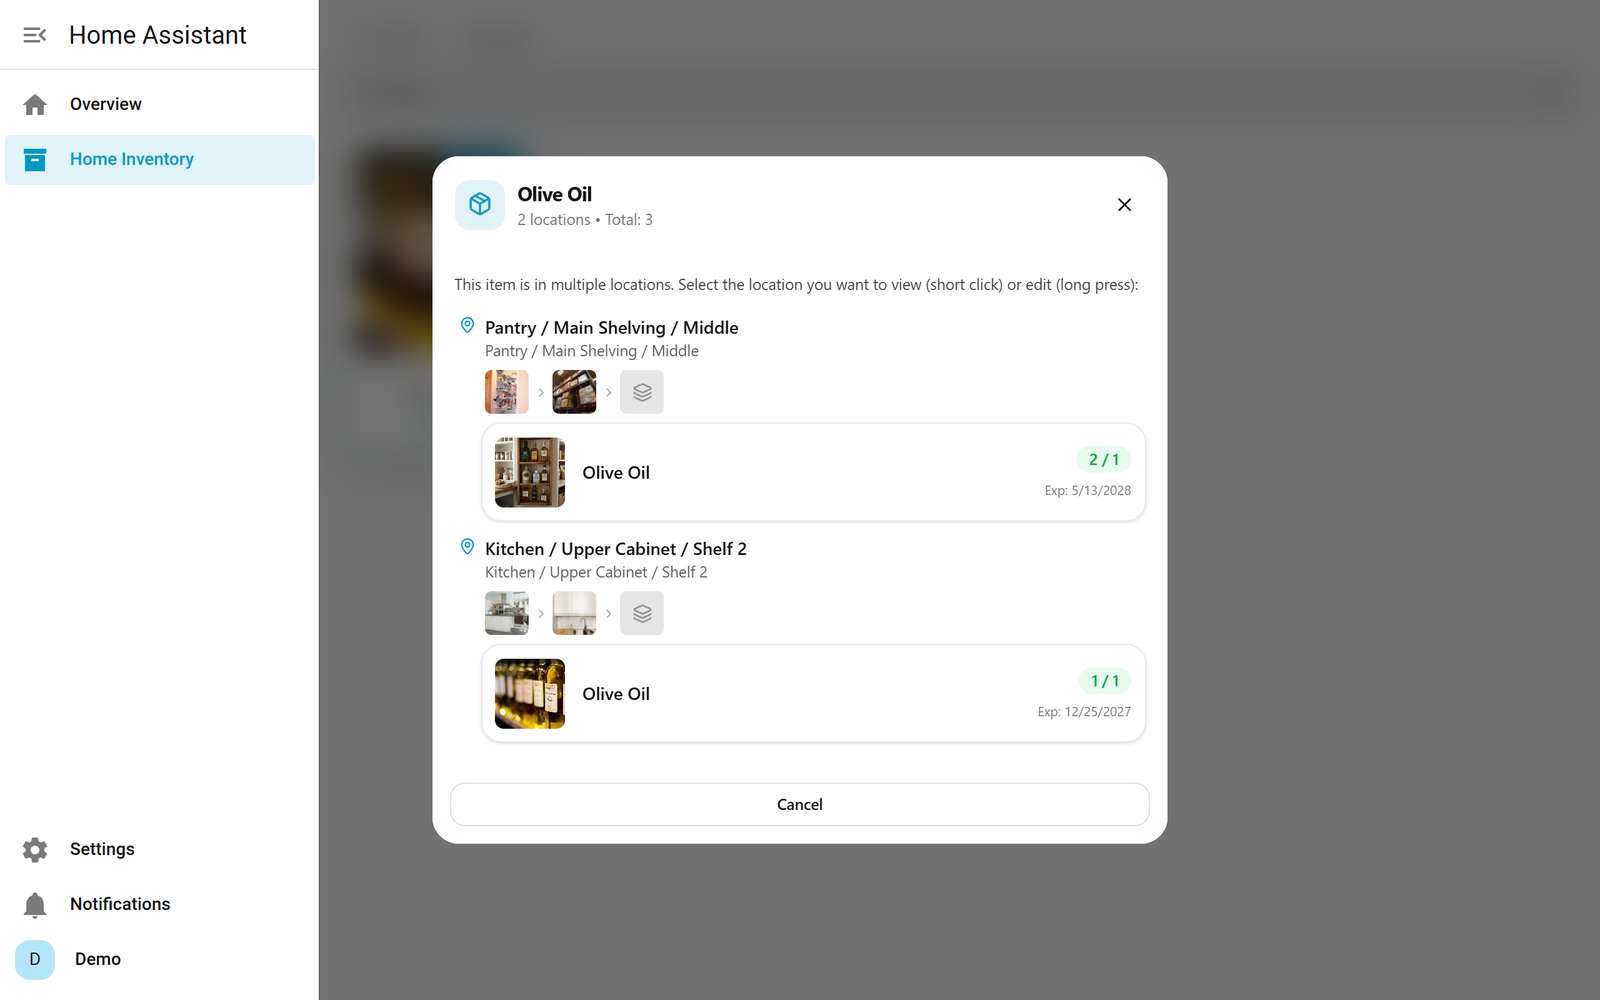 Home Assistant
Overview
Home Inventory
Settings
Notifications
D
Demo
Olive Oil
2 locations • Total: 3
This item is in multiple locations. Select the location you want to view (short click) or edit (long press):
Pantry / Main Shelving / Middle
Pantry / Main Shelving / Middle
Olive Oil
2 / 1
Exp: 5/13/2028
Kitchen / Upper Cabinet / Shelf 2
Kitchen / Upper Cabinet / Shelf 2
Olive Oil
1 / 1
Exp: 12/25/2027
Cancel